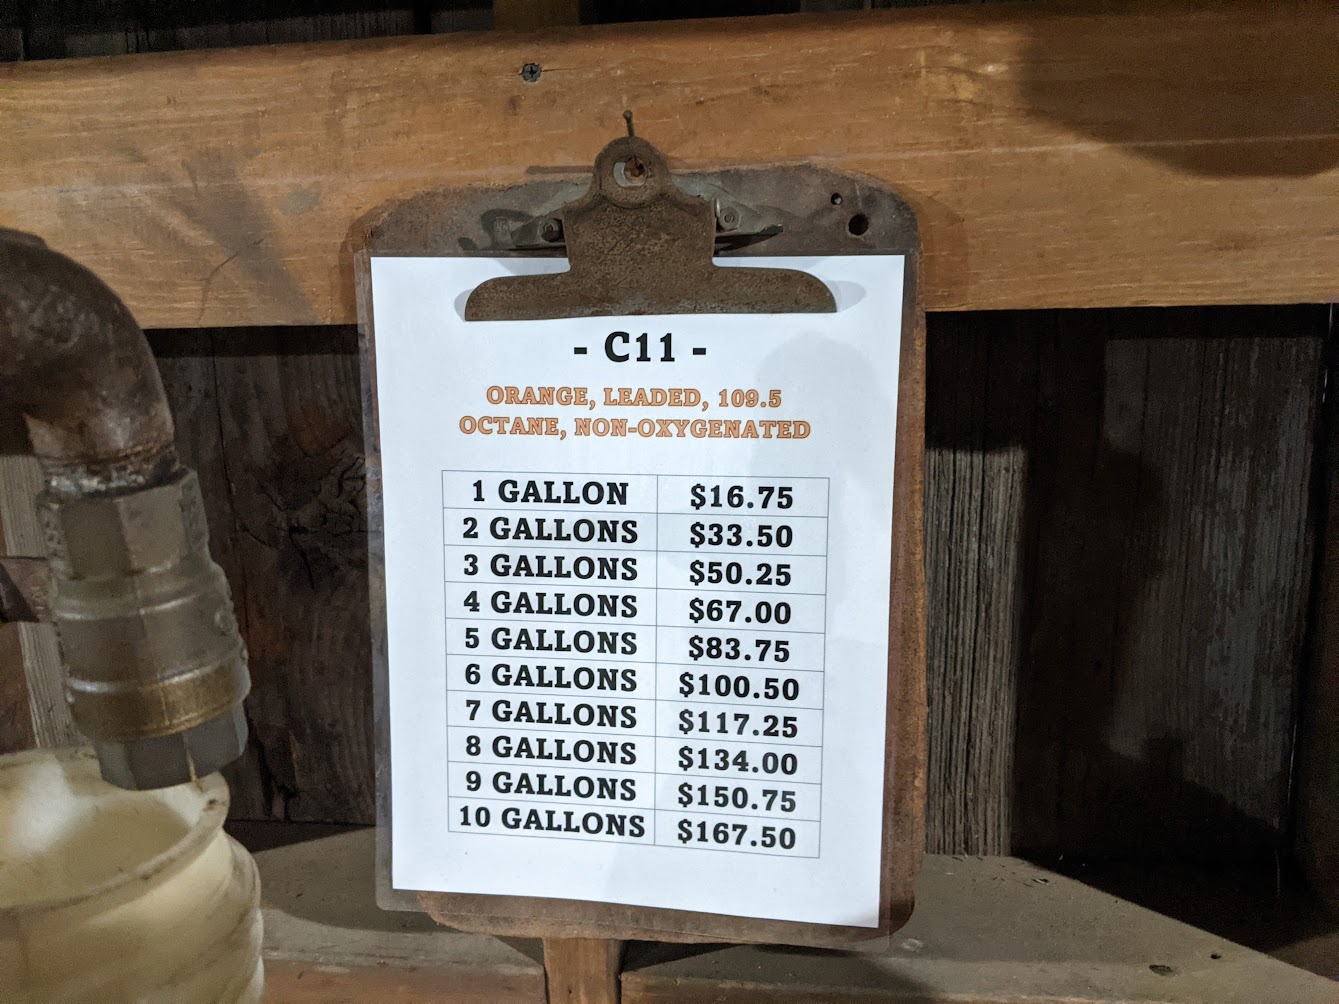 - C11 -
ORANGE, LEADED, 109.5
OCTANE, NON-OXYGENATED
1 GALLON $16.75
2 GALLONS $33.50
3 GALLONS $50.25
4 GALLONS $67.00
5 GALLONS $83.75
6 GALLONS $100.50
7 GALLONS $117.25
8 GALLONS $134.00
9 GALLONS $150.75
10 GALLONS $167.50